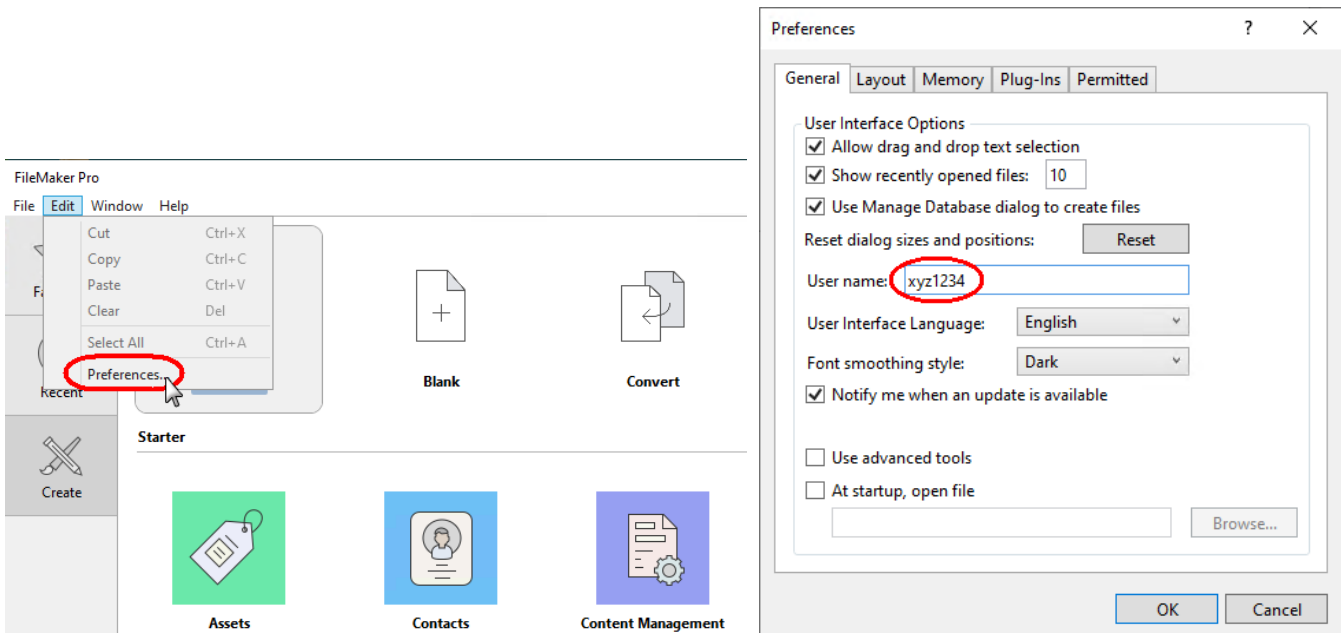 FileMaker Pro
File Edit Window Help
Cut Ctrl+X
Copy Ctrl+C
Paste Ctrl+V
Clear Del
Select All Ctrl+A
Preferences...
Fa
Recent
Create
Blank
Convert
Starter
Assets
Contacts
Content Management
Preferences ?
General Layout Memory Plug-Ins Permitted
User Interface Options
Allow drag and drop text selection
Show recently opened files: 10
Use Manage Database dialog to create files
Reset dialog sizes and positions: Reset
User name: xyz1234
User Interface Language: English
Font smoothing style: Dark
Notify me when an update is available
Use advanced tools
At startup, open file
Browse...
OK Cancel